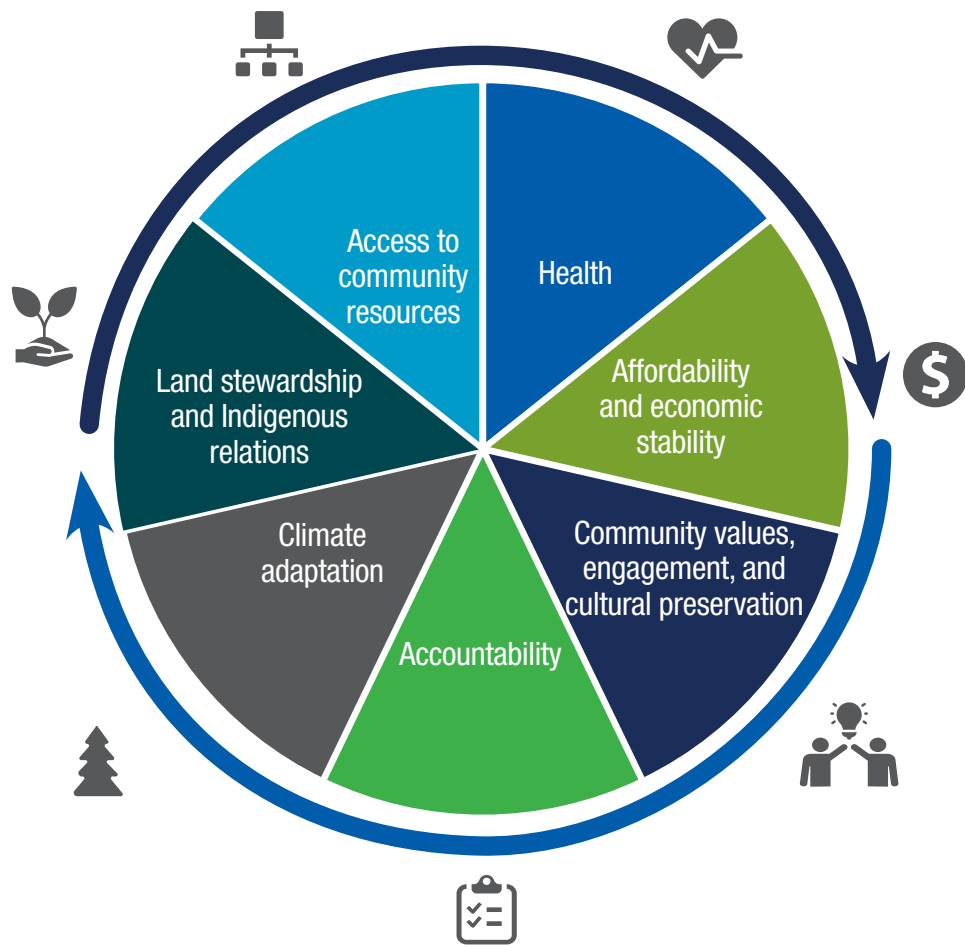 Access to
community
resources
Health
Affordability
and economic
stability
Community values,
engagement, and
cultural preservation
Accountability
Climate
adaptation
Land stewardship
and Indigenous
relations
$